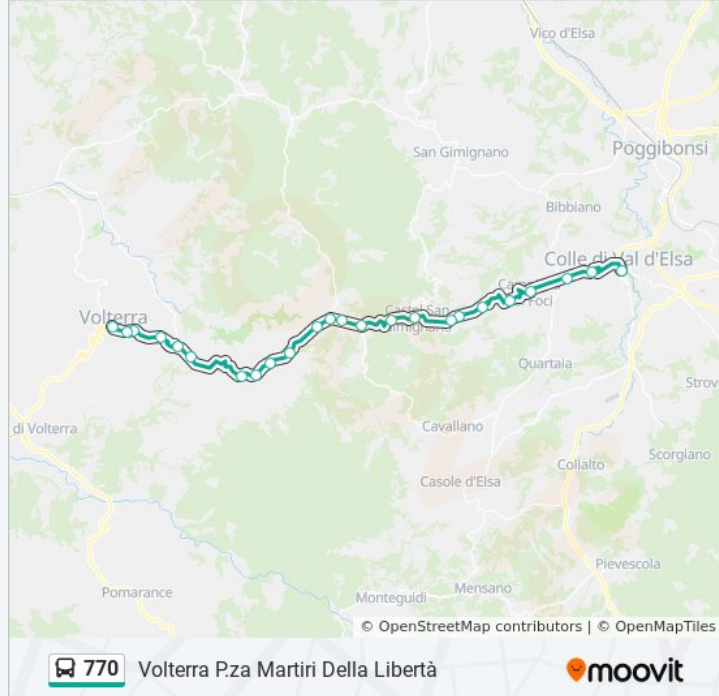 Vico d'Elsa
Poggibonsi
San Gimignano
Bibbiano
Colle di Val d'Elsa
Foci
Castel San
Gimignano
Volterra
Quartaia
Strov
di Volterra
Cavallano
Scorgiano
Collalto
Casole d'Elsa
Pievescola
Mensano
Pomarance
Monteguidi
© OpenStreetMap contributors | © OpenMapTiles
770 Volterra P.za Martiri Della Libertà
moovit